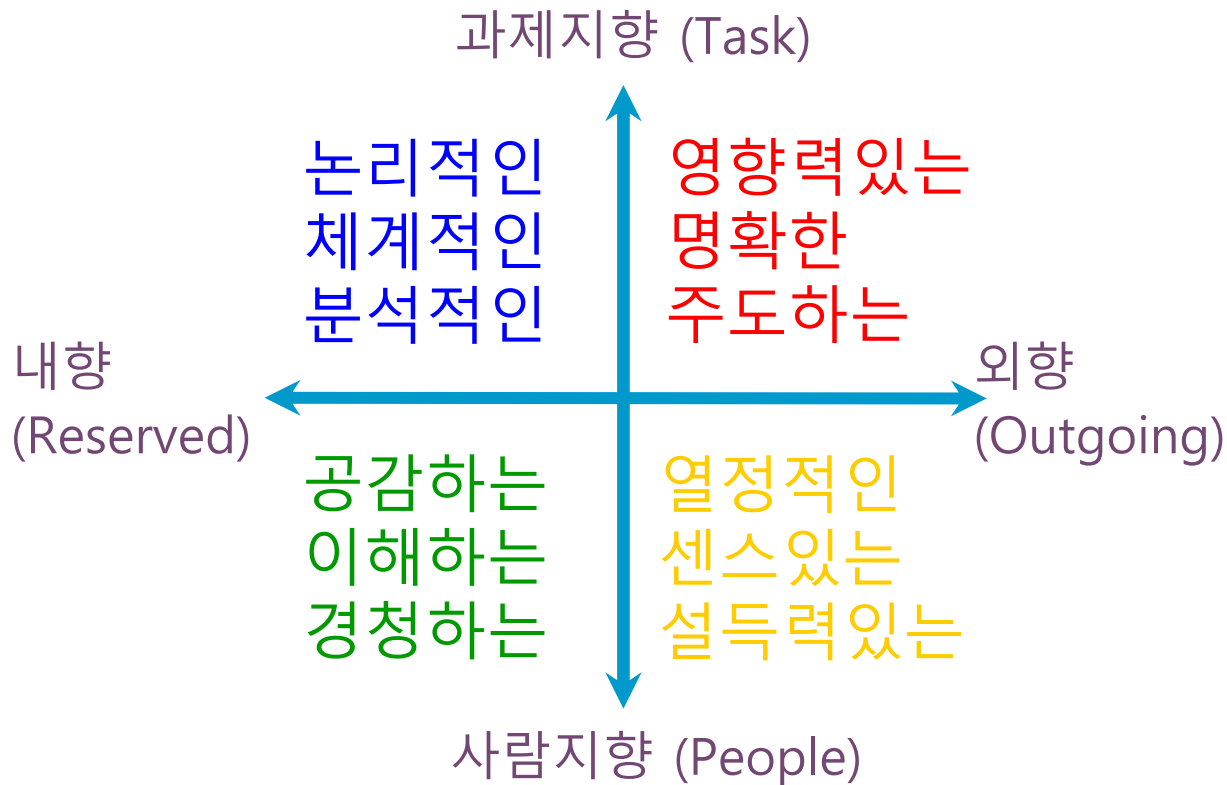 과제지향 (Task)
논리적인
체계적인
분석적인
영향력있는
명확한
주도하는
내향
(Reserved)
외향
(Outgoing)
공감하는
이해하는
경청하는
열정적인
센스있는
설득력있는
사람지향 (People)